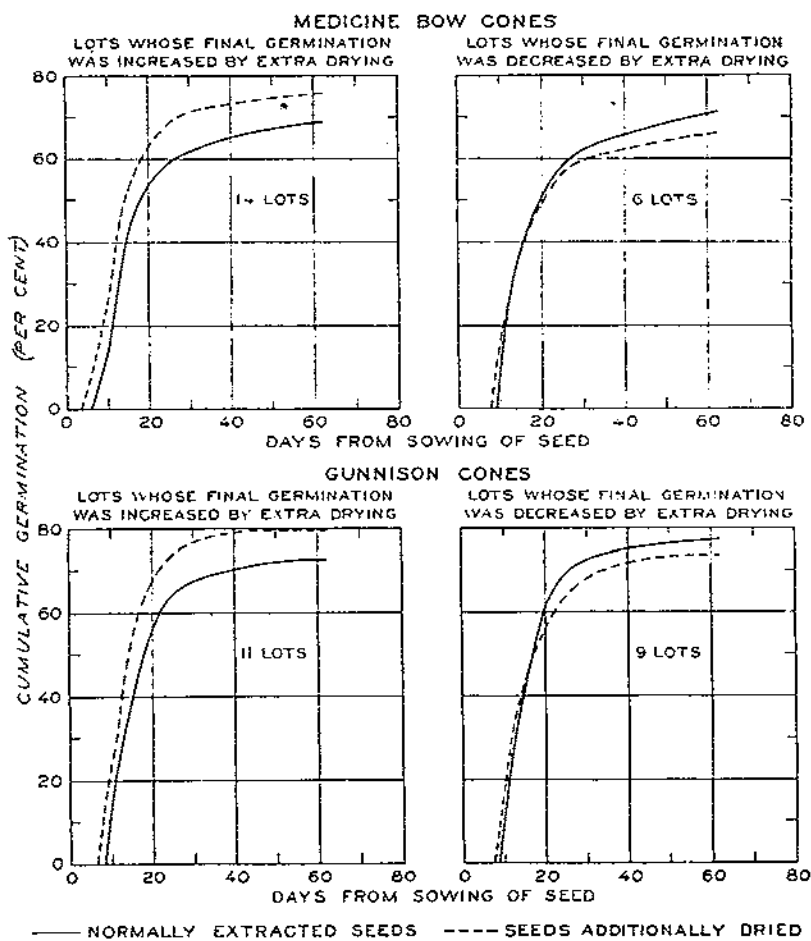 MEDICINE BOW CONES
LOTS WHOSE FINAL GERMINATION
WAS INCREASED BY EXTRA DRYING
LOTS WHOSE FINAL GERMINATION
WAS DECREASED BY EXTRA DRYING
80
60
40
20
0
14 LOTS
6 LOTS
0 20 40 60 80
0 20 40 60 80
DAYS FROM SOWING OF SEED
CUMULATIVE GERMINATION (PER CENT)
GUNNISON CONES
LOTS WHOSE FINAL GERMINATION
WAS INCREASED BY EXTRA DRYING
LOTS WHOSE FINAL GERMINATION
WAS DECREASED BY EXTRA DRYING
80
60
40
20
0
11 LOTS
9 LOTS
0 20 40 60 80
0 20 40 60 80
DAYS FROM SOWING OF SEED
NORMALLY EXTRACTED SEEDS
SEEDS ADDITIONALLY DRIED